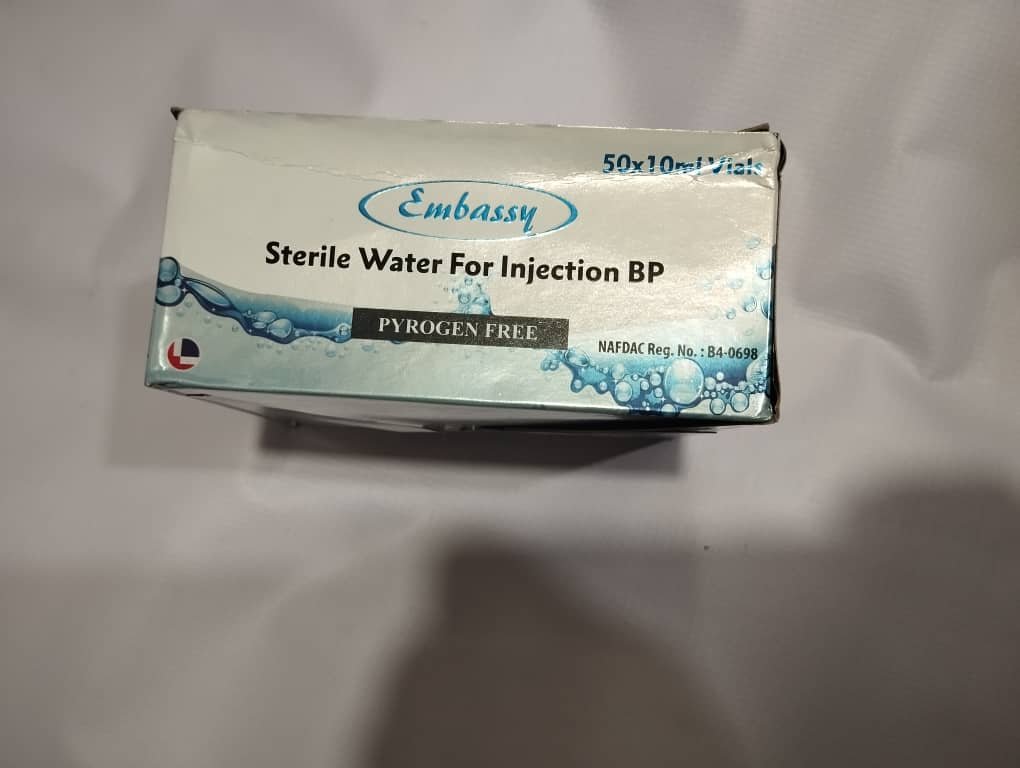 50x10ml Vials
Embassy
Sterile Water For Injection BP
PYROGEN FREE
NAFDAC Reg. No. : B4-0698